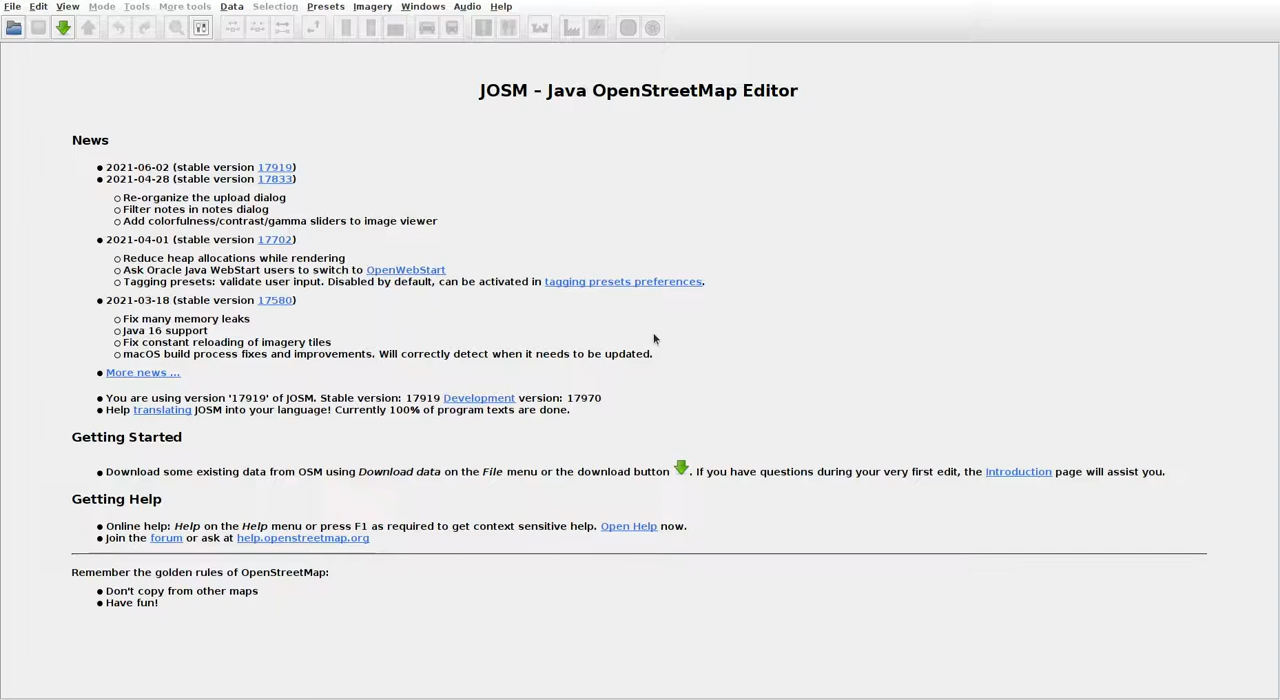 File Edit View Mode Tools More tools Data Selection Presets Imagery Windows Audio Help
JOSM – Java OpenStreetMap Editor
News
2021-06-02 (stable version 17919)
2021-04-28 (stable version 17833)
Re-organize the upload dialog
Filter notes in notes dialog
Add colorfulness/contrast/gamma sliders to image viewer
2021-04-01 (stable version 17702)
Reduce heap allocations while rendering
Ask Oracle Java WebStart users to switch to OpenWebStart
Tagging presets: validate user input. Disabled by default, can be activated in tagging presets preferences.
2021-03-18 (stable version 17580)
Fix many memory leaks
Java 16 support
Fix constant reloading of imagery tiles
macOS build process fixes and improvements. Will correctly detect when it needs to be updated.
More news ...
You are using version '17919' of JOSM. Stable version: 17919 Development version: 17970
Help translating JOSM into your language! Currently 100% of program texts are done.
Getting Started
Download some existing data from OSM using Download data on the File menu or the download button . If you have questions during your very first edit, the Introduction page will assist you.
Getting Help
Online help: Help on the Help menu or press F1 as required to get context sensitive help. Open Help now.
Join the forum or ask at help.openstreetmap.org
Remember the golden rules of OpenStreetMap:
Don't copy from other maps
Have fun!